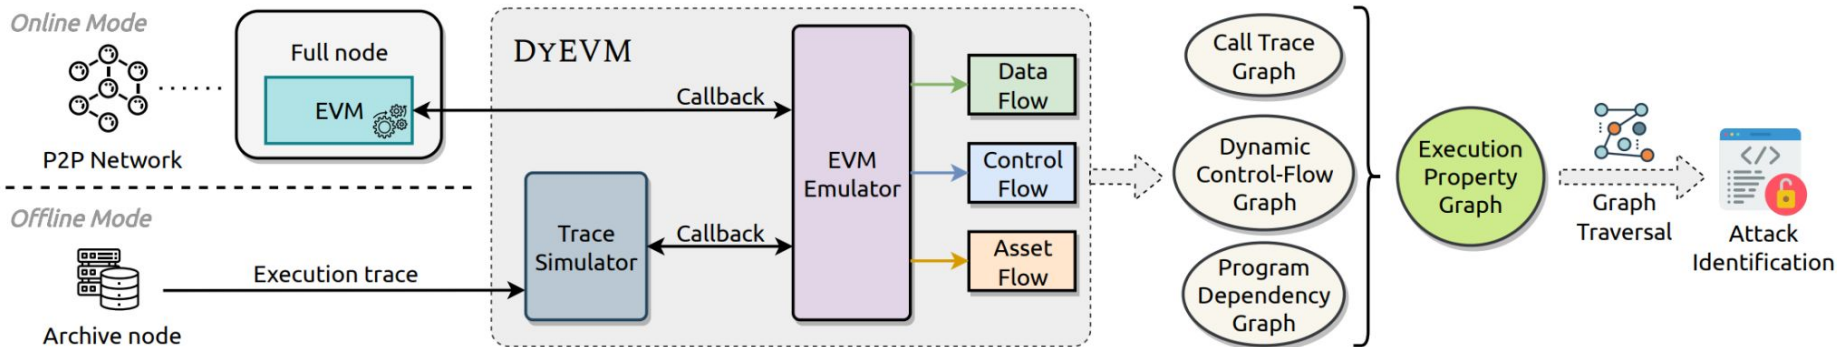 Online Mode
P2P Network
Full node
EVM
Offline Mode
Archive node
Execution trace
DYEVM
Callback
Trace
Simulator
Callback
EVM
Emulator
Data
Flow
Control
Flow
Asset
Flow
Call Trace
Graph
Dynamic
Control-Flow
Graph
Program
Dependency
Graph
Execution
Property
Graph
Graph
Traversal
</>
Attack
Identification